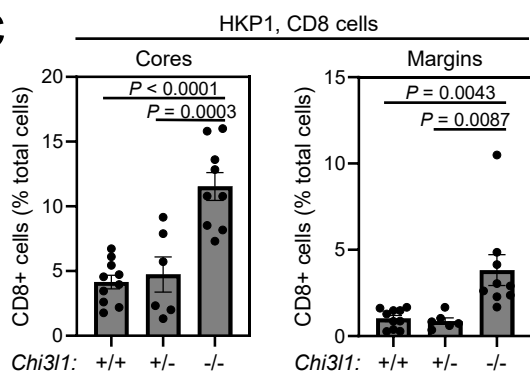 C
HKP1, CD8 cells
Cores
CD8+ cells (% total cells)
20
15
10
5
0
P < 0.0001
P = 0.0003
Chi3l1: +/+ +/- -/-
Margins
CD8+ cells (% total cells)
15
10
5
0
P = 0.0043
P = 0.0087
Chi3l1: +/+ +/- -/-